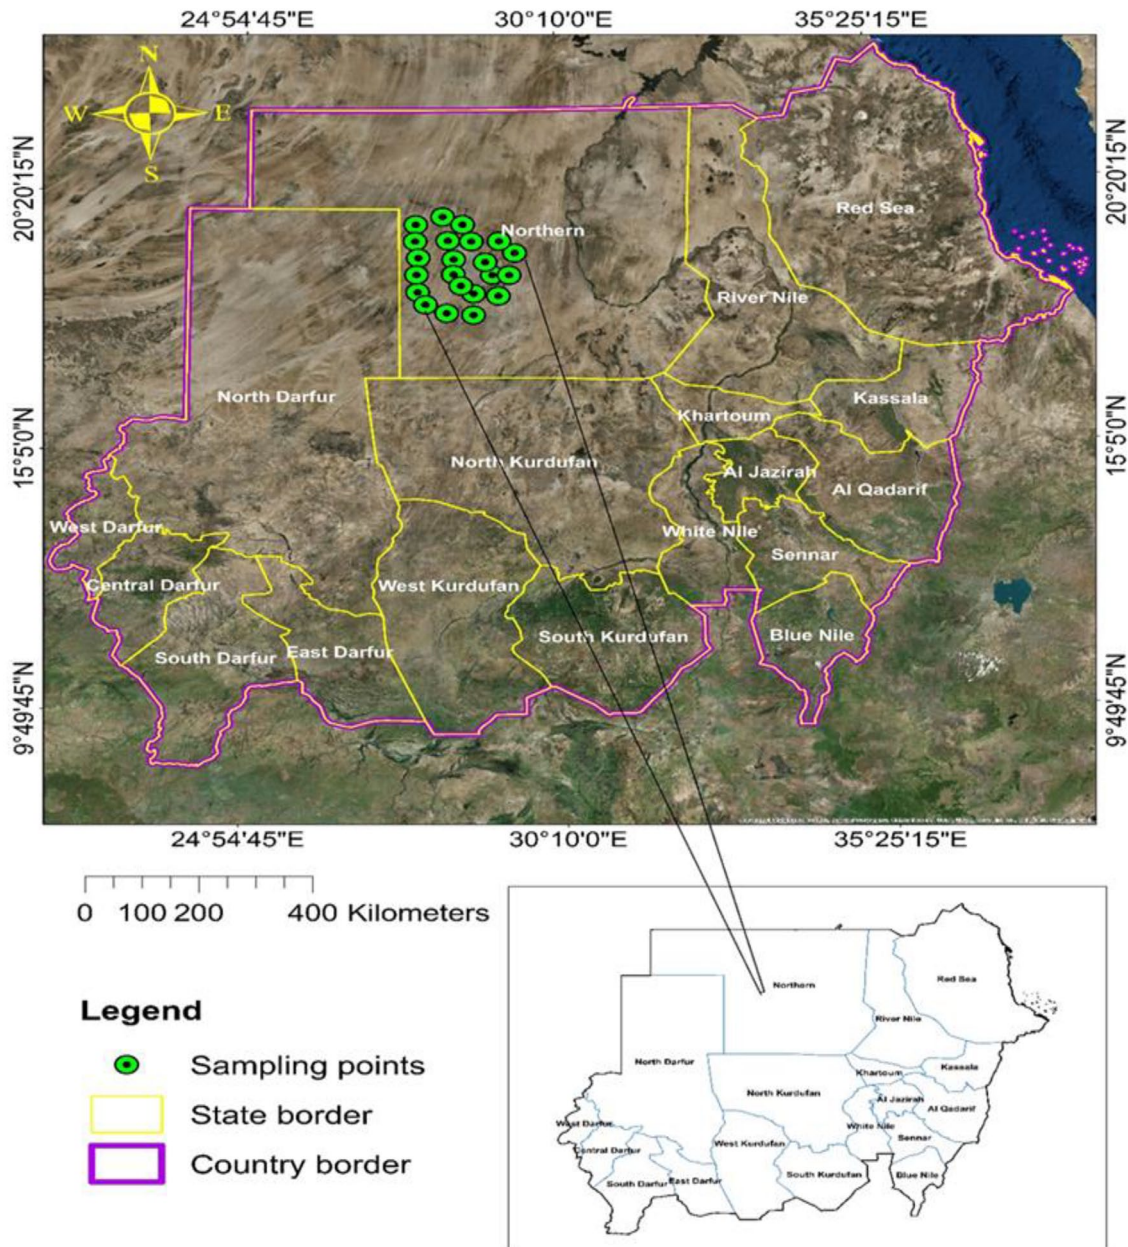 24°54'45"E 30°10'0"E 35°25'15"E
N
W E
S
20°20'15"N
20°20'15"N
Red Sea
Northern
River Nile
North Darfur
Kassala
Khartoum
15°5'0"N
15°5'0"N
North Kurdufan
Al Jazirah
Al Qadarif
West Darfur
White Nile
Sennar
Central Darfur
West Kurdufan
South Kurdufan
Blue Nile
South Darfur
East Darfur
9°49'45"N
9°49'45"N
24°54'45"E 30°10'0"E 35°25'15"E
0 100 200 400 Kilometers
Legend
Sampling points
State border
Country border
Red Sea
Northern
River Nile
North Darfur
Kassala
Khartoum
North Kurdufan
Al Jazirah
Al Qadarif
West Darfur
White Nile
Sennar
West Kurdufan
Central Darfur
South Kurdufan
Blue Nile
East Darfur
South Darfur